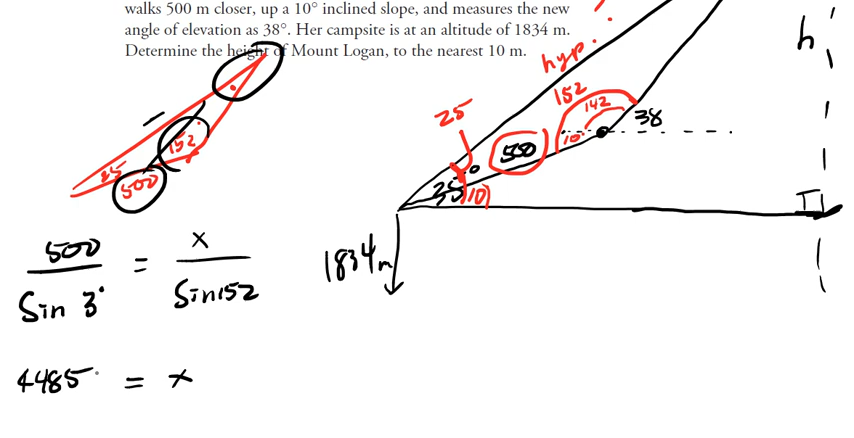 walks 500 m closer, up a 10° inclined slope, and measures the new
angle of elevation as 38°. Her campsite is at an altitude of 1834 m.
Determine the height of Mount Logan, to the nearest 10 m.
hyp. ?
h
152
142
38
10
25
500
35°
(10)
25
152
500
1834m
500 / Sin 3° = x / Sin152
4485 = x